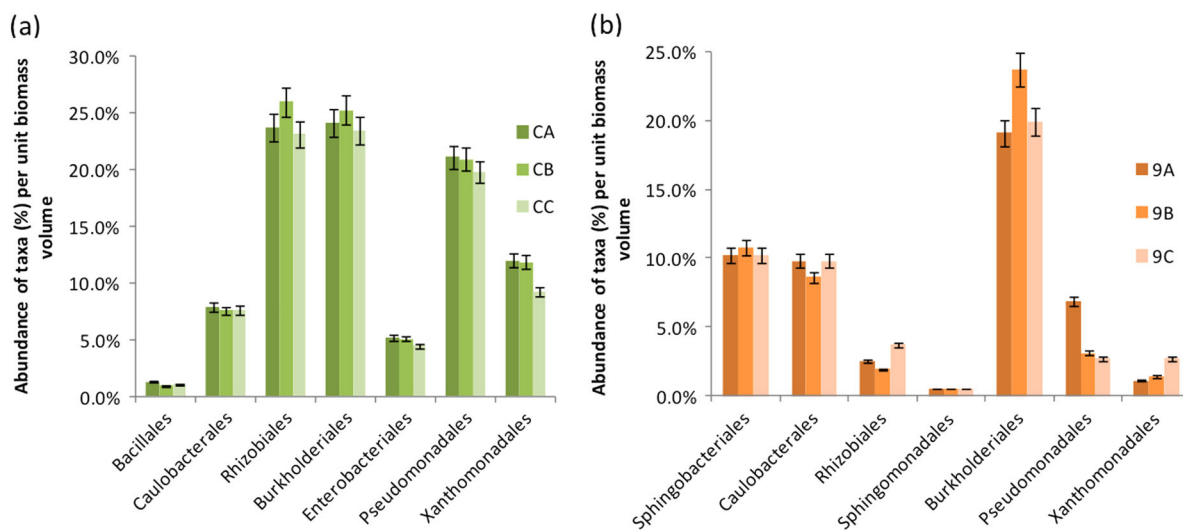 (a)
Abundance of taxa (%) per unit biomass
volume
30.0%
25.0%
20.0%
15.0%
10.0%
5.0%
0.0%
Bacillales
Caulobacterales
Rhizobiales
Burkholderiales
Enterobacteriales
Pseudomonadales
Xanthomonadales
CA
CB
CC
(b)
Abundance of taxa (%) per unit biomass
volume
25.0%
20.0%
15.0%
10.0%
5.0%
0.0%
Sphingobacteriales
Caulobacterales
Rhizobiales
Sphingomonadales
Burkholderiales
Pseudomonadales
Xanthomonadales
9A
9B
9C